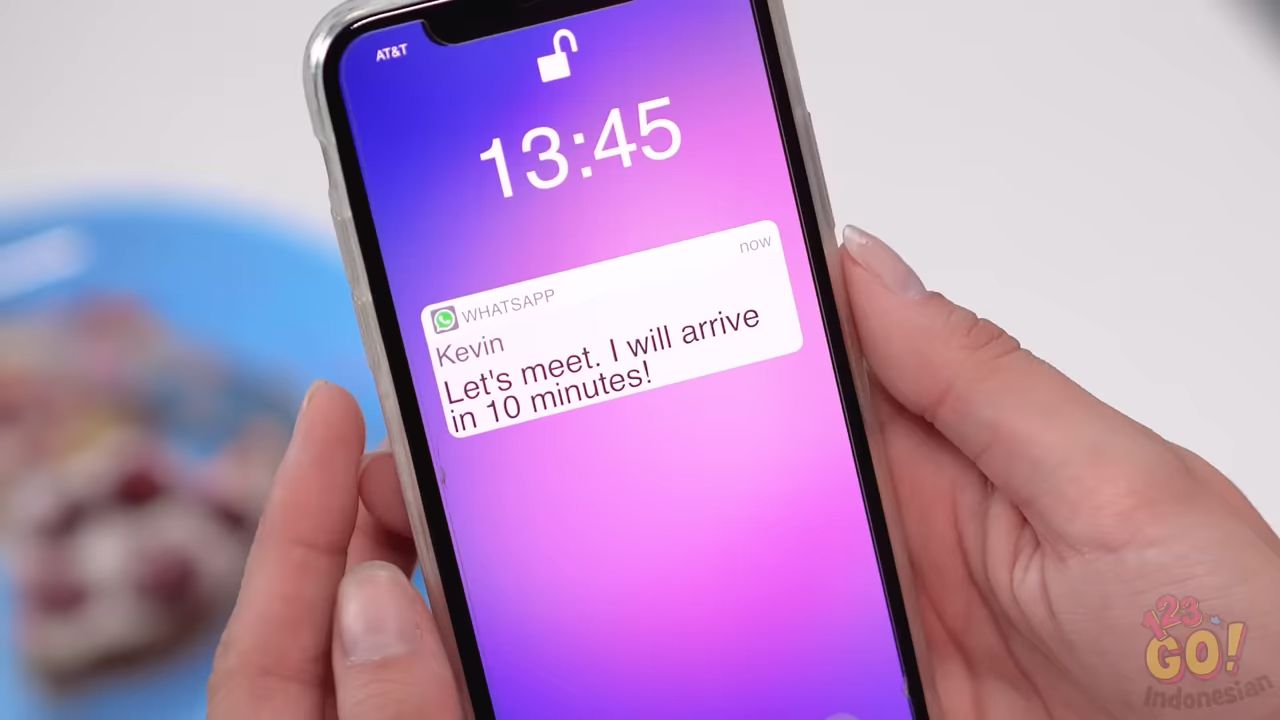 AT&T
13:45
now
WHATSAPP
Kevin
Let's meet. I will arrive
in 10 minutes!
123
GO!
Indonesian